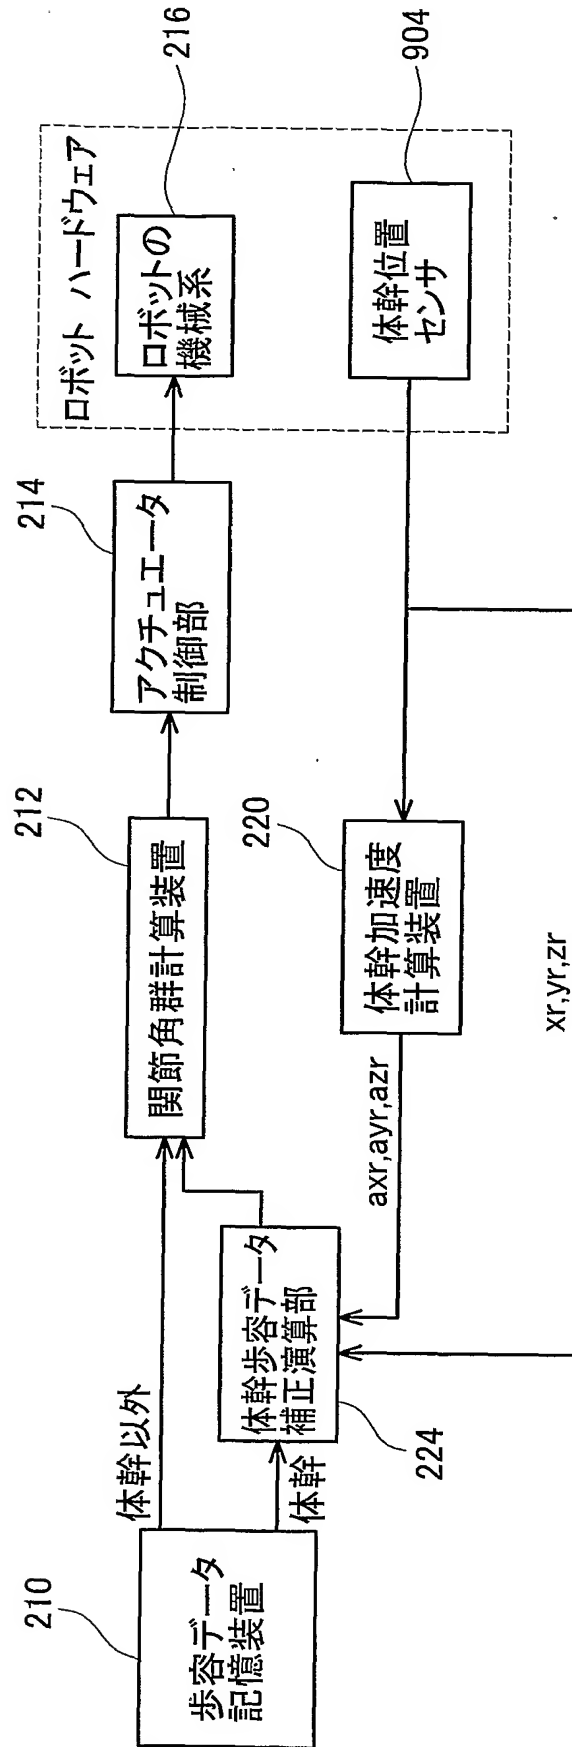 210
歩容データ
記憶装置
体幹以外
体幹
体幹歩容データ
補正演算部
224
212
関節角群計算装置
214
アクチュエータ
制御部
ロボット ハードウェア
ロボットの
機械系
216
体幹位置
センサ
904
220
体幹加速度
計算装置
axr,ayr,azr
xr,yr,zr